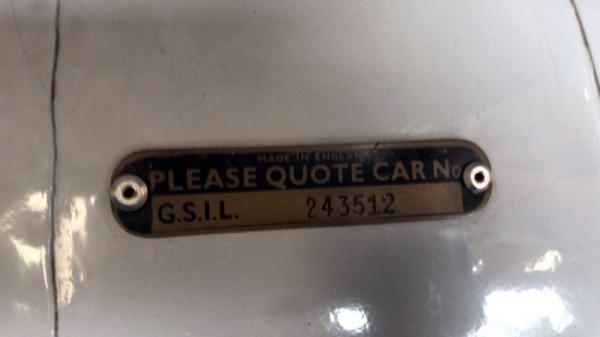 MADE IN ENGLAND
PLEASE QUOTE CAR No
G.S.I.L. 243512